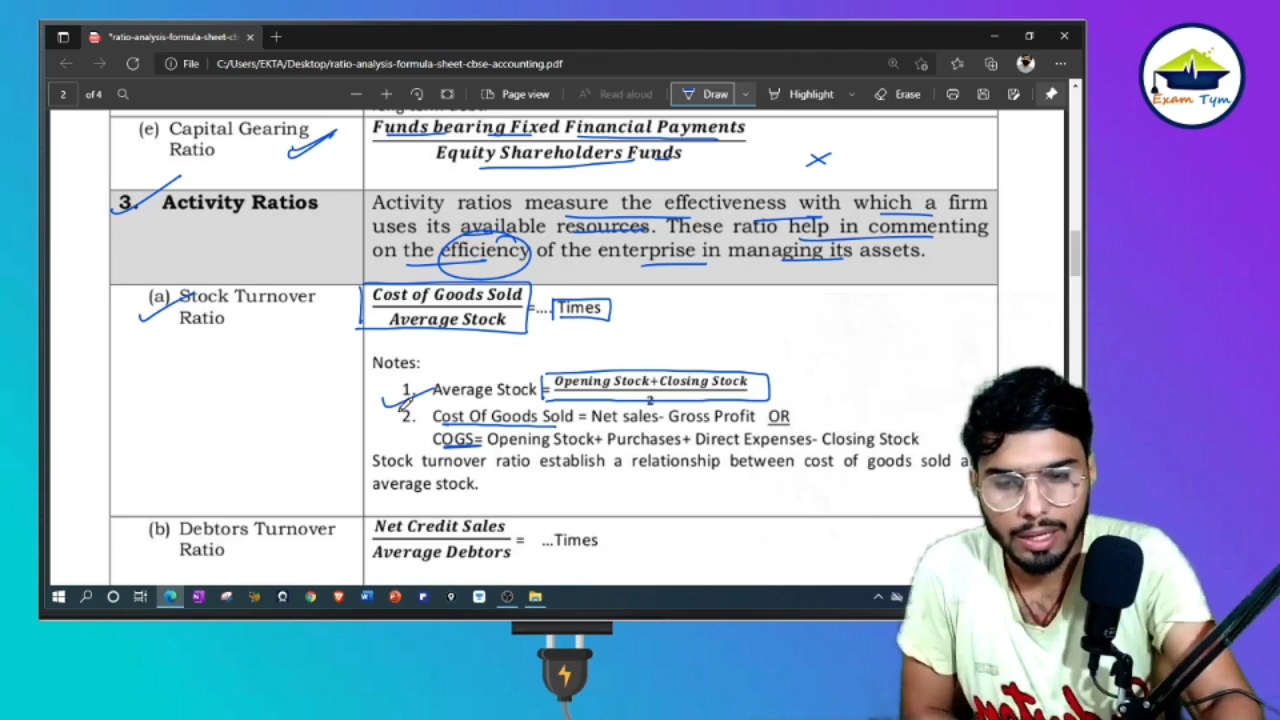 *ratio-analysis-formula-sheet-cb
File C:/Users/EKTA/Desktop/ratio-analysis-formula-sheet-cbse-accounting.pdf
2 of 4 Page view Read aloud Draw Highlight Erase
Exam Tym
(e) Capital Gearing Ratio
Funds bearing Fixed Financial Payments
Equity Shareholders Funds
3. Activity Ratios
Activity ratios measure the effectiveness with which a firm
uses its available resources. These ratio help in commenting
on the efficiency of the enterprise in managing its assets.
(a) Stock Turnover
Ratio
Cost of Goods Sold
Average Stock
=.... Times
Notes:
1. Average Stock = Opening Stock+Closing Stock
2
2. Cost Of Goods Sold = Net sales- Gross Profit OR
COGS= Opening Stock+ Purchases+ Direct Expenses- Closing Stock
Stock turnover ratio establish a relationship between cost of goods sold a
average stock.
(b) Debtors Turnover
Ratio
Net Credit Sales
Average Debtors
= ...Times